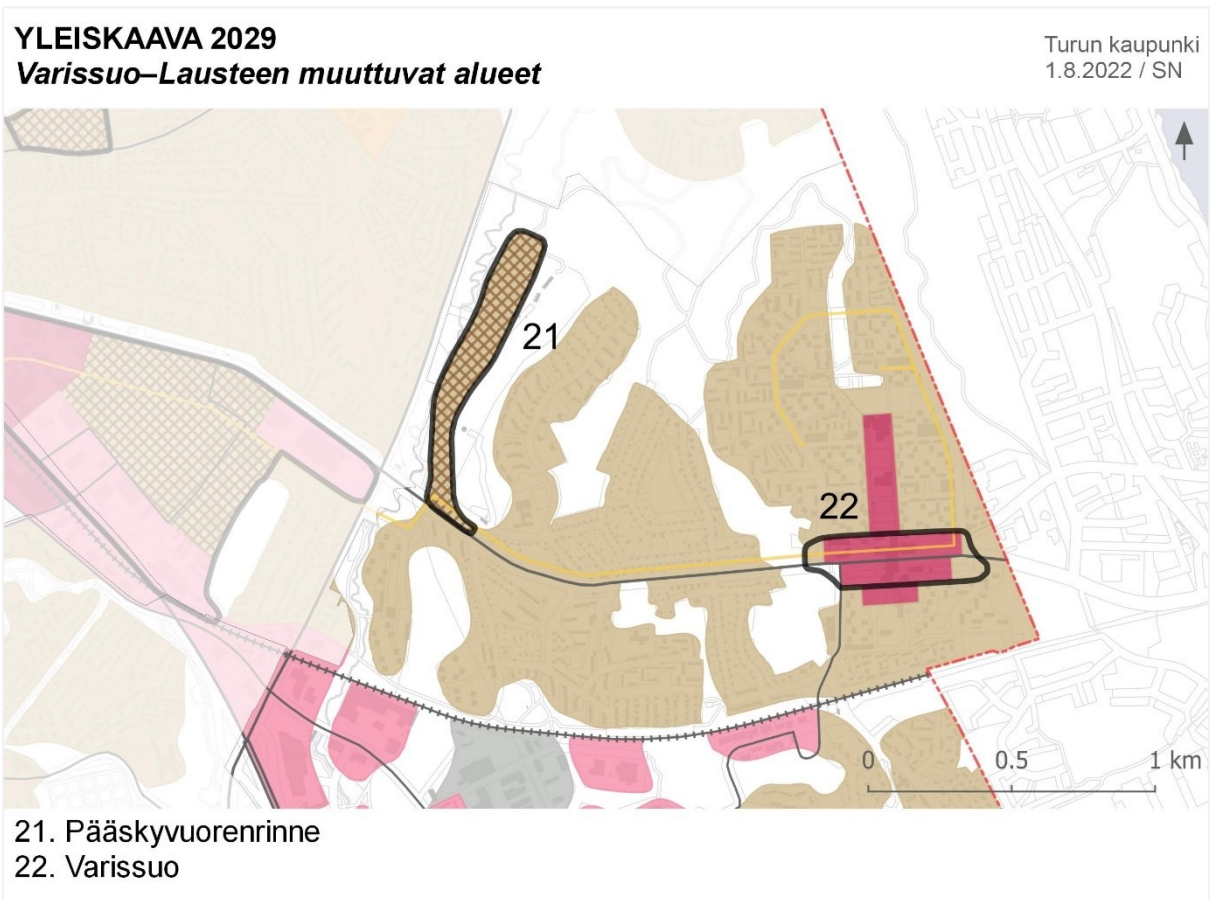 YLEISKAAVA 2029
Varissuo–Lausteen muuttuvat alueet
Turun kaupunki
1.8.2022 / SN
21
22
0 0.5 1 km
21. Pääskyvuorenrinne
22. Varissuo